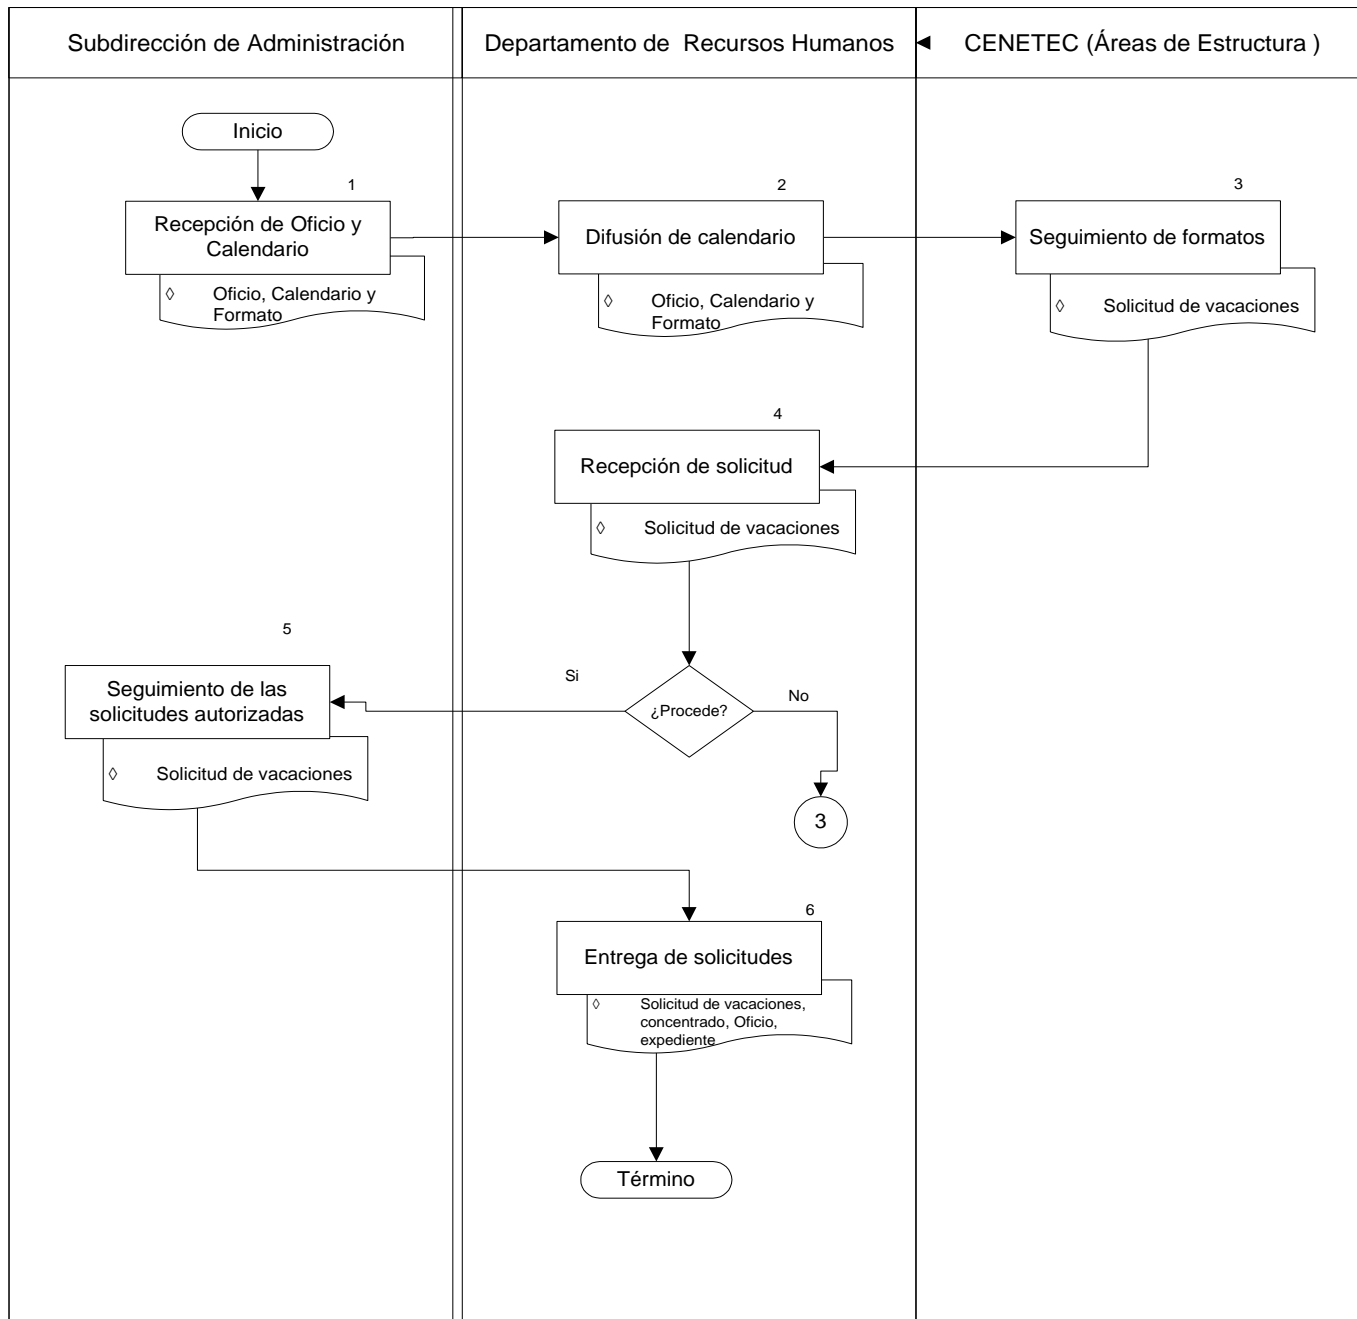 Subdirección de Administración
Departamento de Recursos Humanos
CENETEC (Áreas de Estructura )
Inicio
1
Recepción de Oficio y
Calendario
◊ Oficio, Calendario y
Formato
2
Difusión de calendario
◊ Oficio, Calendario y
Formato
3
Seguimiento de formatos
◊ Solicitud de vacaciones
4
Recepción de solicitud
◊ Solicitud de vacaciones
¿Procede?
Si
No
3
5
Seguimiento de las
solicitudes autorizadas
◊ Solicitud de vacaciones
6
Entrega de solicitudes
◊ Solicitud de vacaciones,
concentrado, Oficio,
expediente
Término